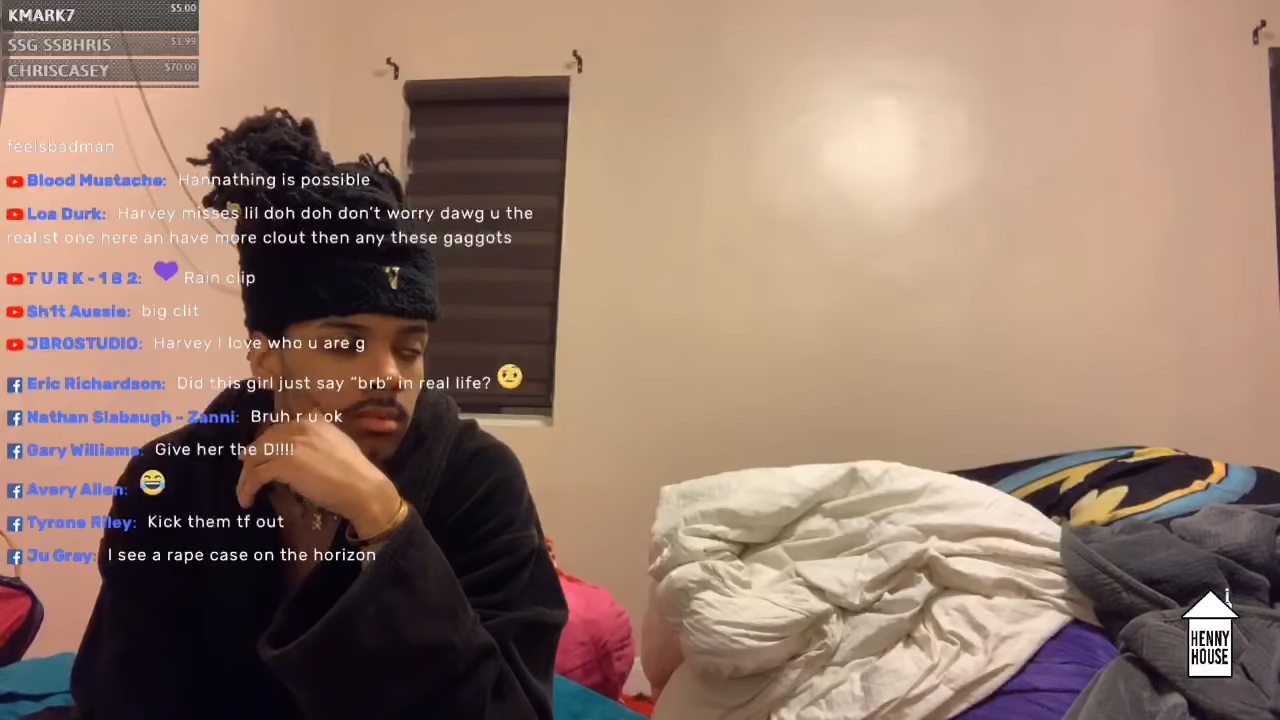 KMARK7 $5.00
SSG SSBHRIS $1.99
CHRISCASEY $70.00
feelsbadman
Blood Mustache: Hannathing is possible
Loa Durk: Harvey misses lil doh doh don't worry dawg u the
realist one here an have more clout then any these gaggots
T U R K - 1 8 2: Rain clip
Sh1t Aussie: big clit
JBROSTUDIO: Harvey I love who u are g
Eric Richardson: Did this girl just say “brb” in real life?
Nathan Slabaugh - Zanni: Bruh r u ok
Gary Williams: Give her the D!!!!
Avery Allen:
Tyrone Riley: Kick them tf out
Ju Gray: I see a rape case on the horizon
HENNY
HOUSE